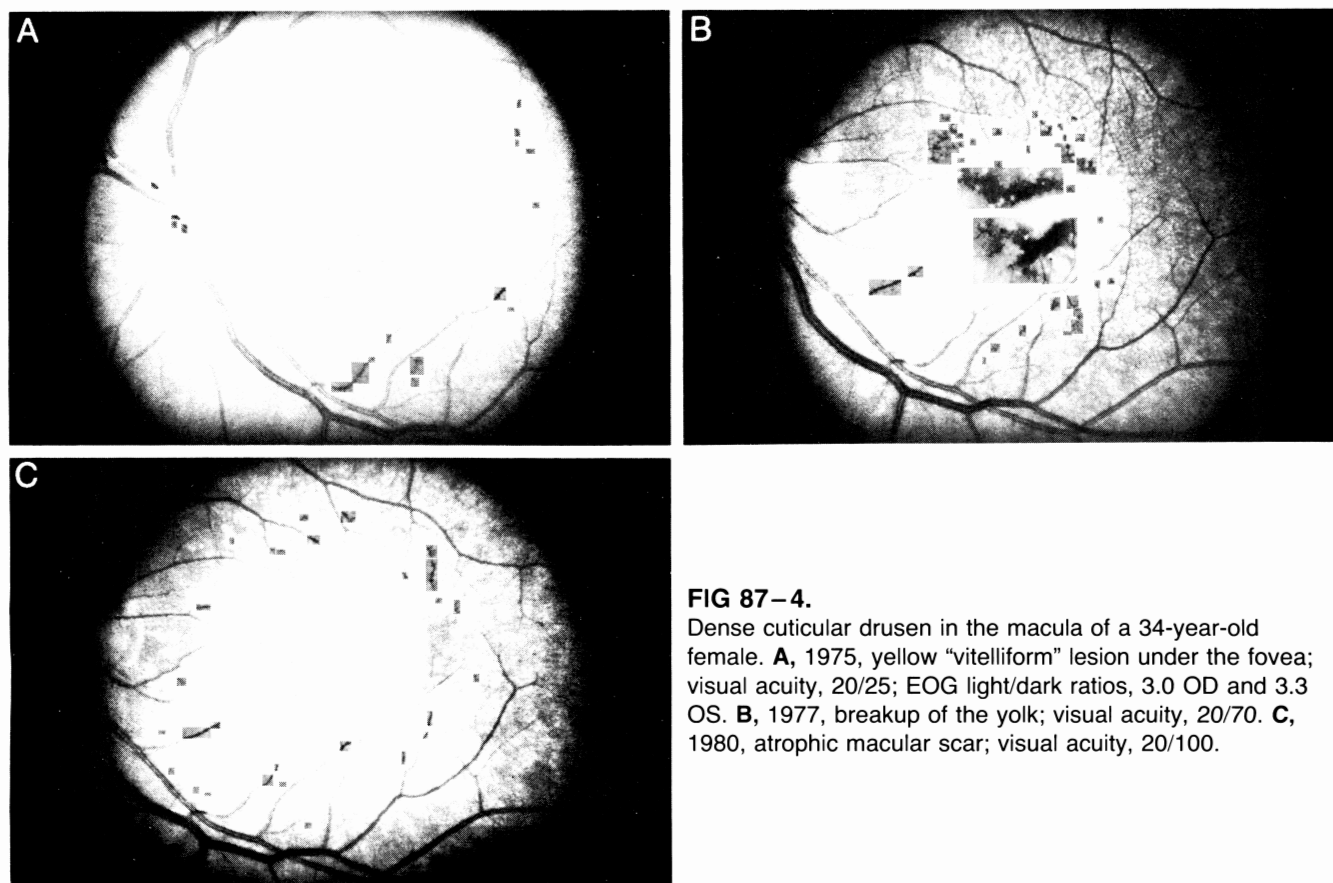 A
B
C
FIG 87–4.
Dense cuticular drusen in the macula of a 34-year-old
female. A, 1975, yellow “vitelliform” lesion under the fovea;
visual acuity, 20/25; EOG light/dark ratios, 3.0 OD and 3.3
OS. B, 1977, breakup of the yolk; visual acuity, 20/70. C,
1980, atrophic macular scar; visual acuity, 20/100.